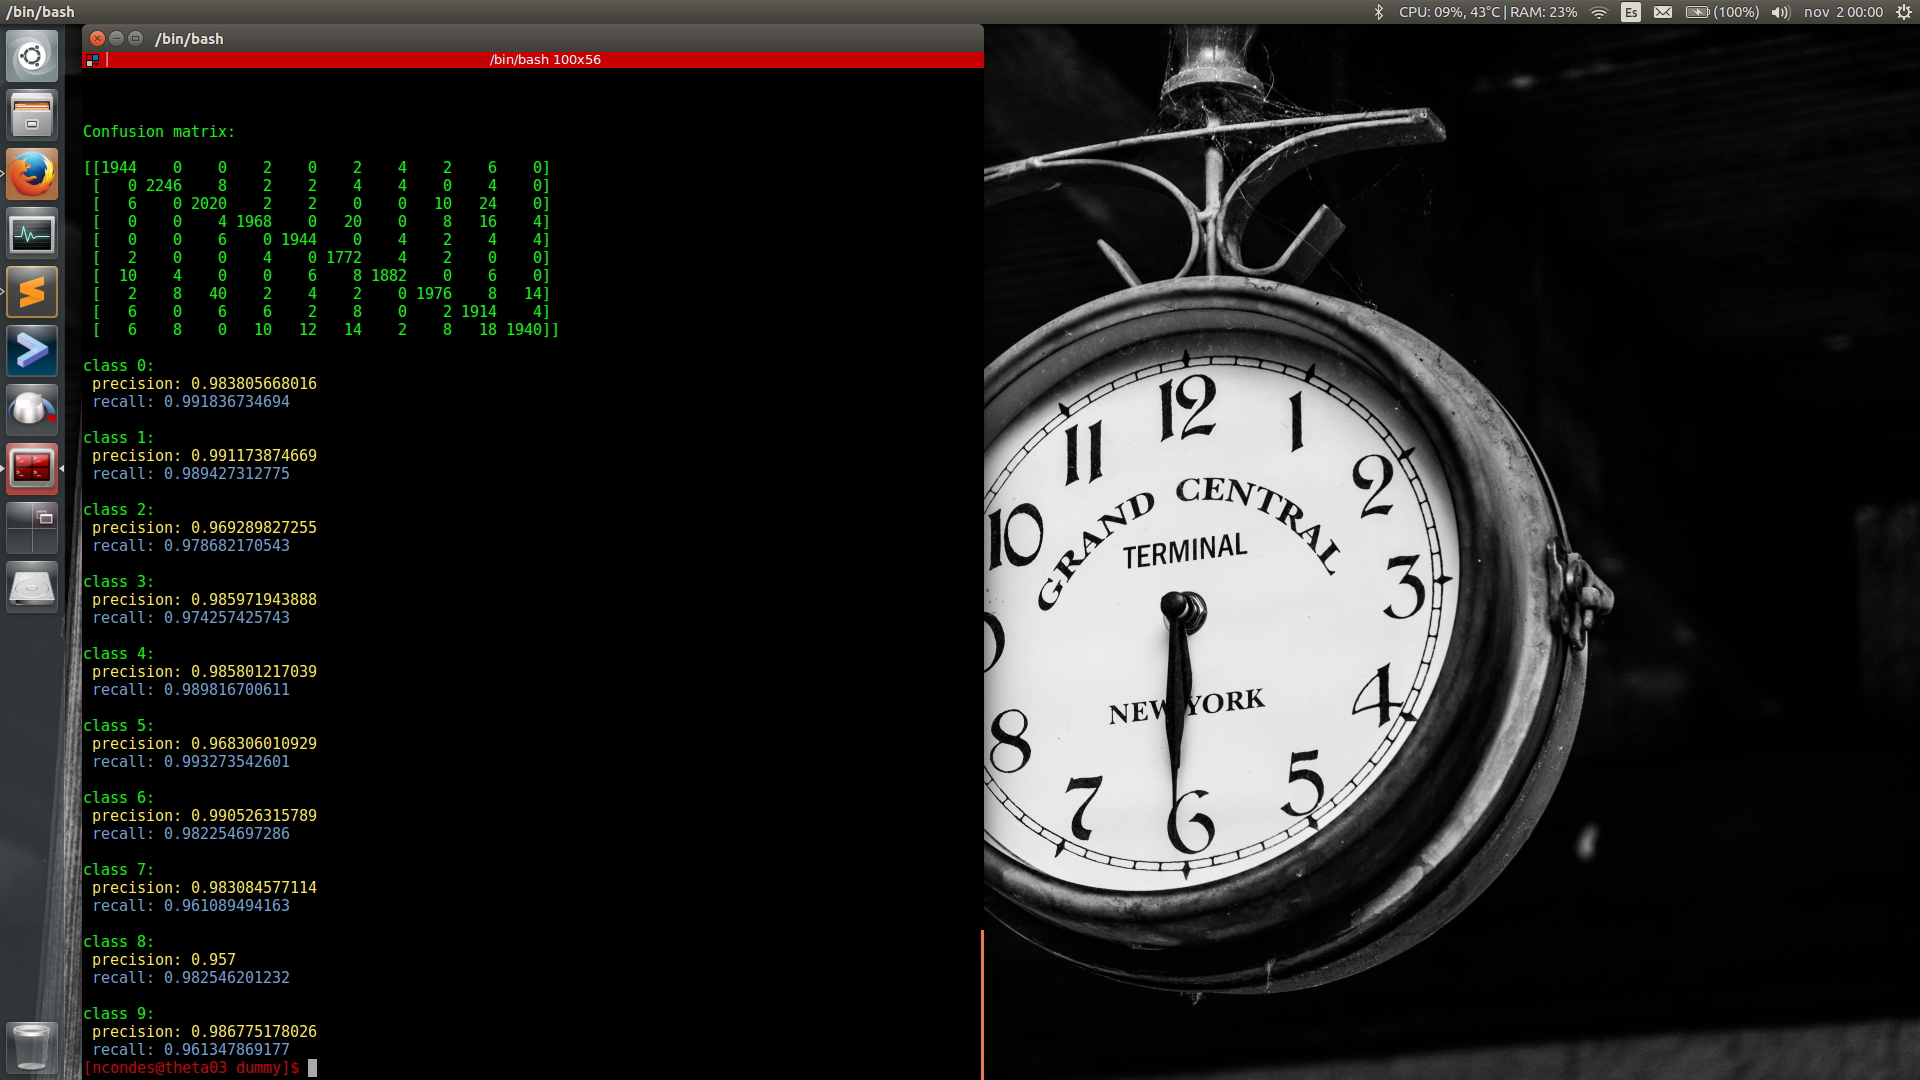 /bin/bash
CPU: 09%, 43°C | RAM: 23% Es (100%) nov 2 00:00
/bin/bash
/bin/bash 100x56
Confusion matrix:
[[1944 0 0 2 0 2 4 2 6 0]
[ 0 2246 8 2 2 4 4 0 4 0]
[ 6 0 2020 2 2 0 0 10 24 0]
[ 0 0 4 1968 0 20 0 8 16 4]
[ 0 0 6 0 1944 0 4 2 4 4]
[ 2 0 0 4 0 1772 4 2 0 0]
[ 10 4 0 0 6 8 1882 0 6 0]
[ 2 8 40 2 4 2 0 1976 8 14]
[ 6 0 6 6 2 8 0 2 1914 4]
[ 6 8 0 10 12 14 2 8 18 1940]]
class 0:
precision: 0.983805668016
recall: 0.991836734694
class 1:
precision: 0.991173874669
recall: 0.989427312775
class 2:
precision: 0.969289827255
recall: 0.978682170543
class 3:
precision: 0.985971943888
recall: 0.974257425743
class 4:
precision: 0.985801217039
recall: 0.989816700611
class 5:
precision: 0.968306010929
recall: 0.993273542601
class 6:
precision: 0.990526315789
recall: 0.982254697286
class 7:
precision: 0.983084577114
recall: 0.961089494163
class 8:
precision: 0.957
recall: 0.982546201232
class 9:
precision: 0.986775178026
recall: 0.961347869177
[ncondes@theta03 dummy]$
12
1
2
3
4
5
6
7
8
10
11
GRAND CENTRAL
TERMINAL
NEW YORK